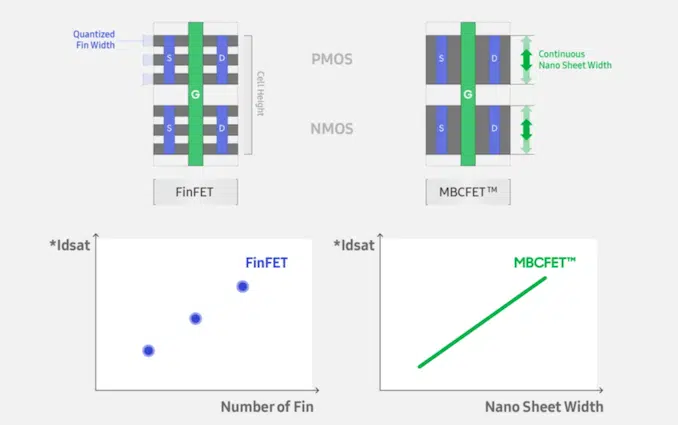 Quantized
Fin Width
S
D
G
Cell Height
S
D
FinFET
PMOS
NMOS
S
D
G
S
D
Continuous
Nano Sheet Width
MBCFET™
*Idsat
FinFET
Number of Fin
*Idsat
MBCFET™
Nano Sheet Width